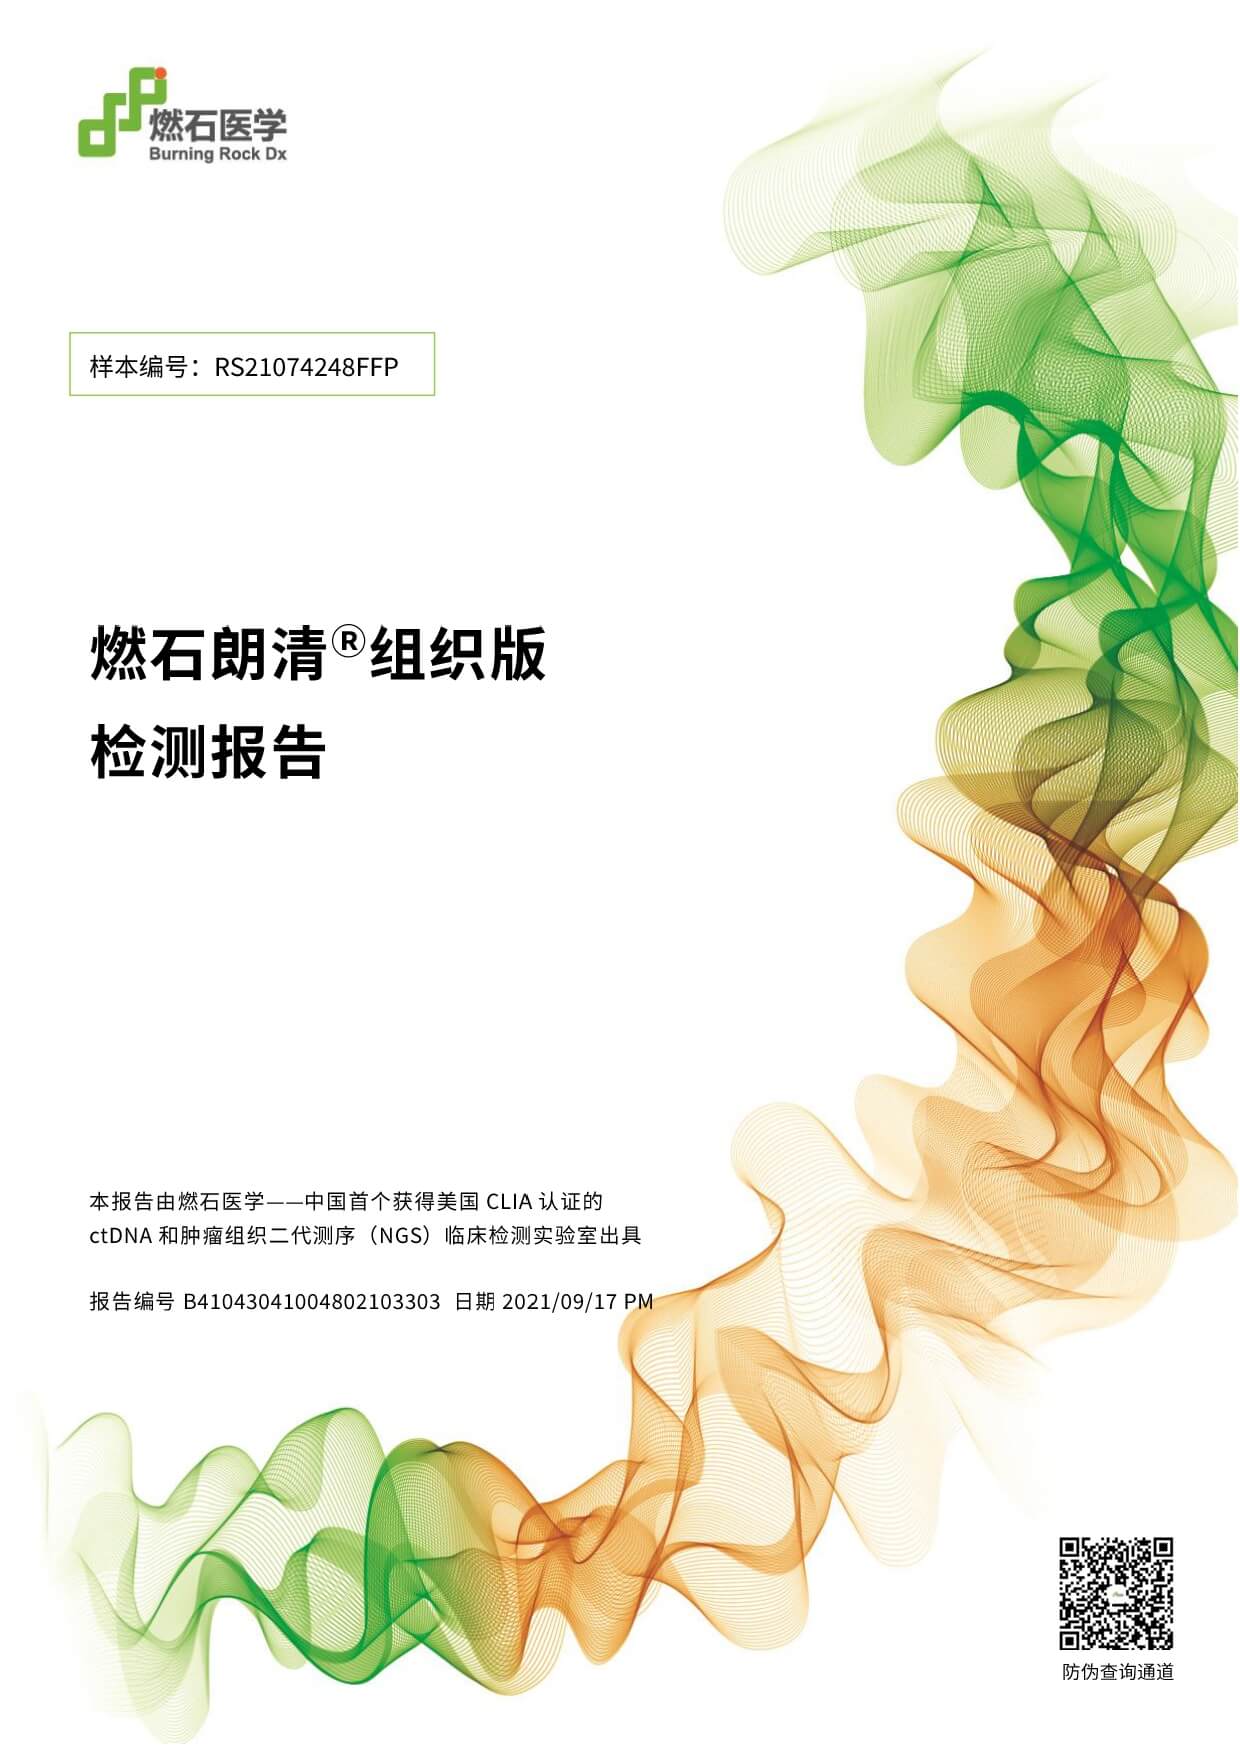 燃石医学
Burning Rock Dx
样本编号：RS21074248FFP
燃石朗清®组织版
检测报告
本报告由燃石医学——中国首个获得美国 CLIA 认证的
ctDNA 和肿瘤组织二代测序（NGS）临床检测实验室出具
报告编号 B41043041004802103303 日期 2021/09/17 PM
防伪查询通道